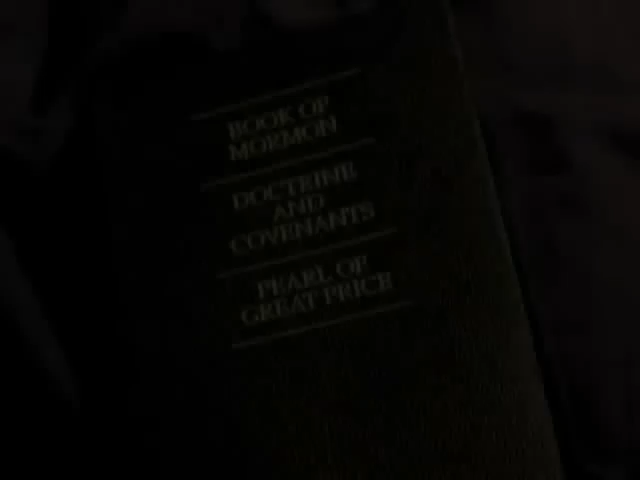 BOOK OF
MORMON
DOCTRINE
AND
COVENANTS
PEARL OF
GREAT PRICE